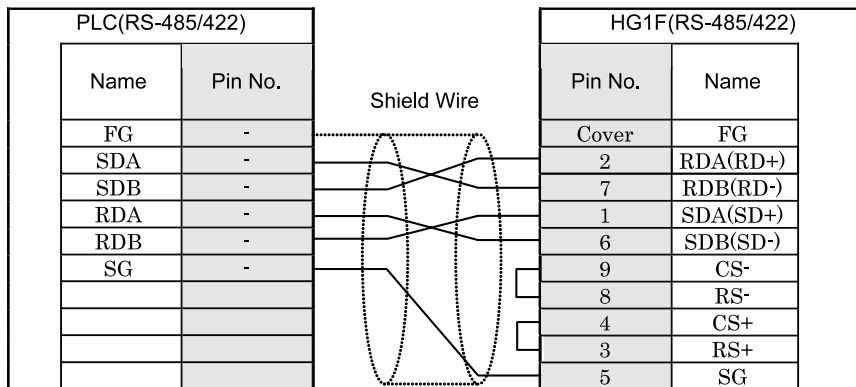 PLC(RS-485/422) HG1F(RS-485/422)
Name Pin No. Shield Wire Pin No. Name
FG - Cover FG
SDA - 2 RDA(RD+)
SDB - 7 RDB(RD-)
RDA - 1 SDA(SD+)
RDB - 6 SDB(SD-)
SG - 9 CS-
8 RS-
4 CS+
3 RS+
5 SG